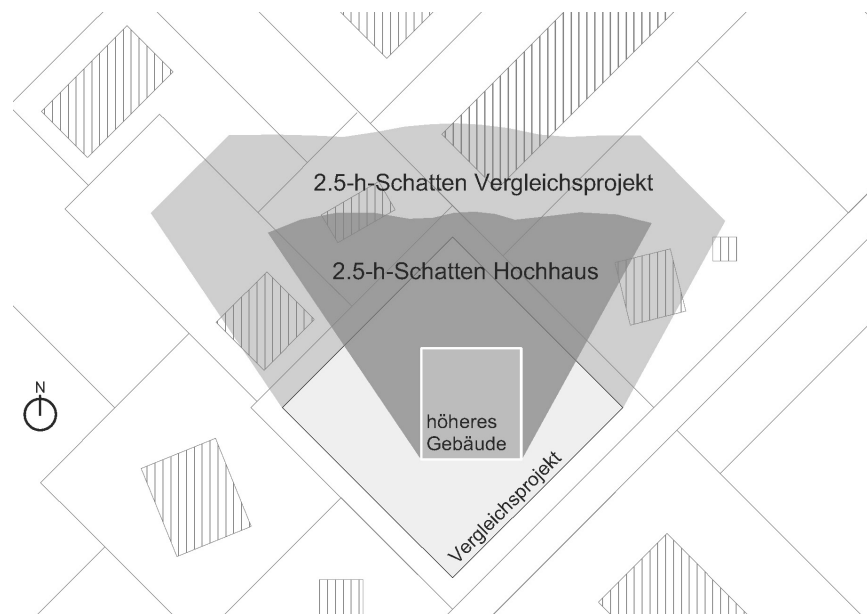 2.5-h-Schatten Vergleichsprojekt
2.5-h-Schatten Hochhaus
N
höheres
Gebäude
Vergleichsprojekt